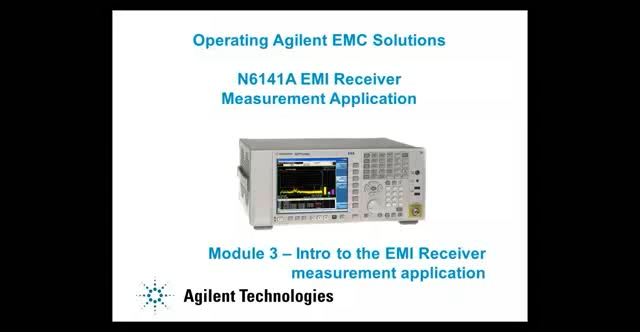 Operating Agilent EMC Solutions
N6141A EMI Receiver
Measurement Application
Module 3 – Intro to the EMI Receiver
measurement application
Agilent Technologies